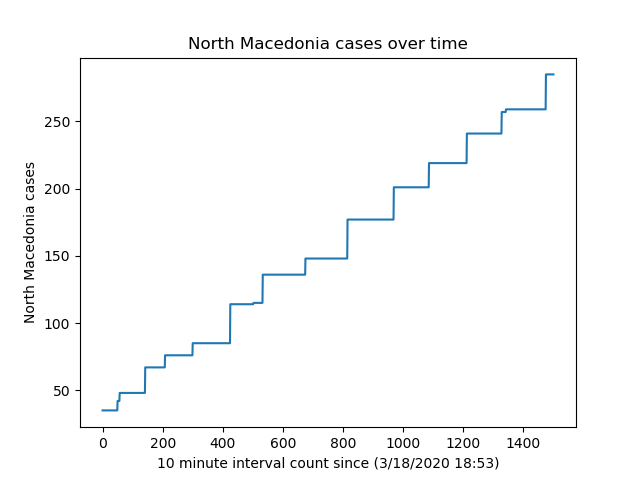 North Macedonia cases over time
North Macedonia cases
250
200
150
100
50
0 200 400 600 800 1000 1200 1400
10 minute interval count since (3/18/2020 18:53)